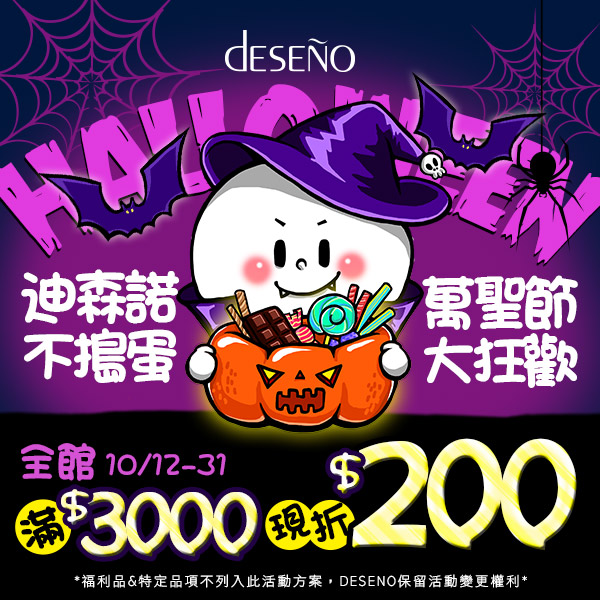 DESEÑO
HALLOWEEN
迪森諾
不搗蛋
萬聖節
大狂歡
全館 10/12-31
滿$3000 現折$200
*福利品&特定品項不列入此活動方案，DESENO保留活動變更權利*